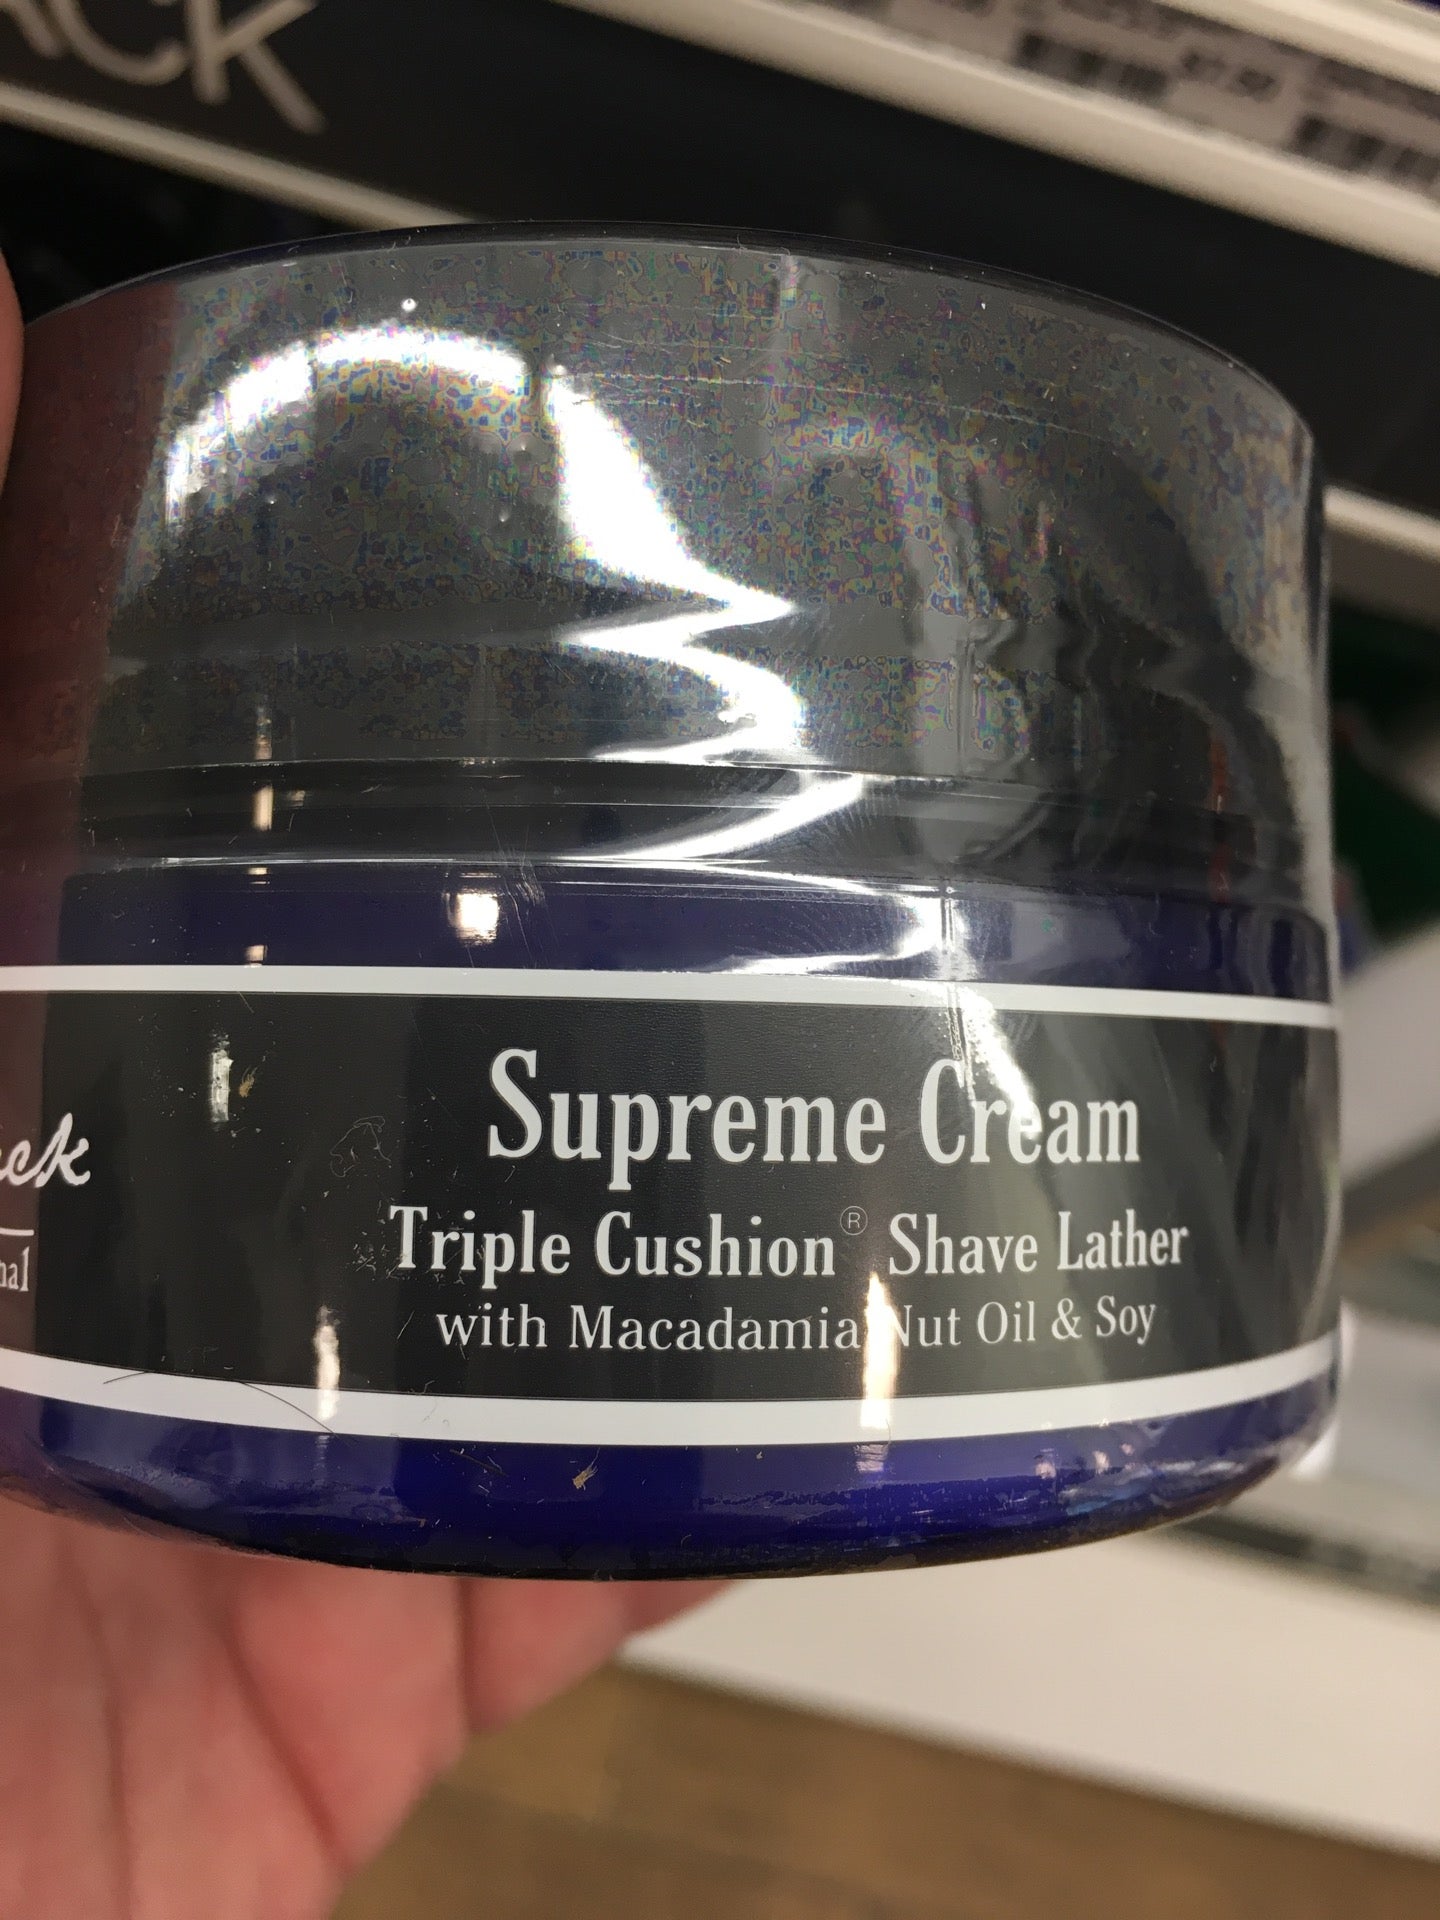 Supreme Cream
Triple Cushion® Shave Lather
with Macadamia Nut Oil & Soy